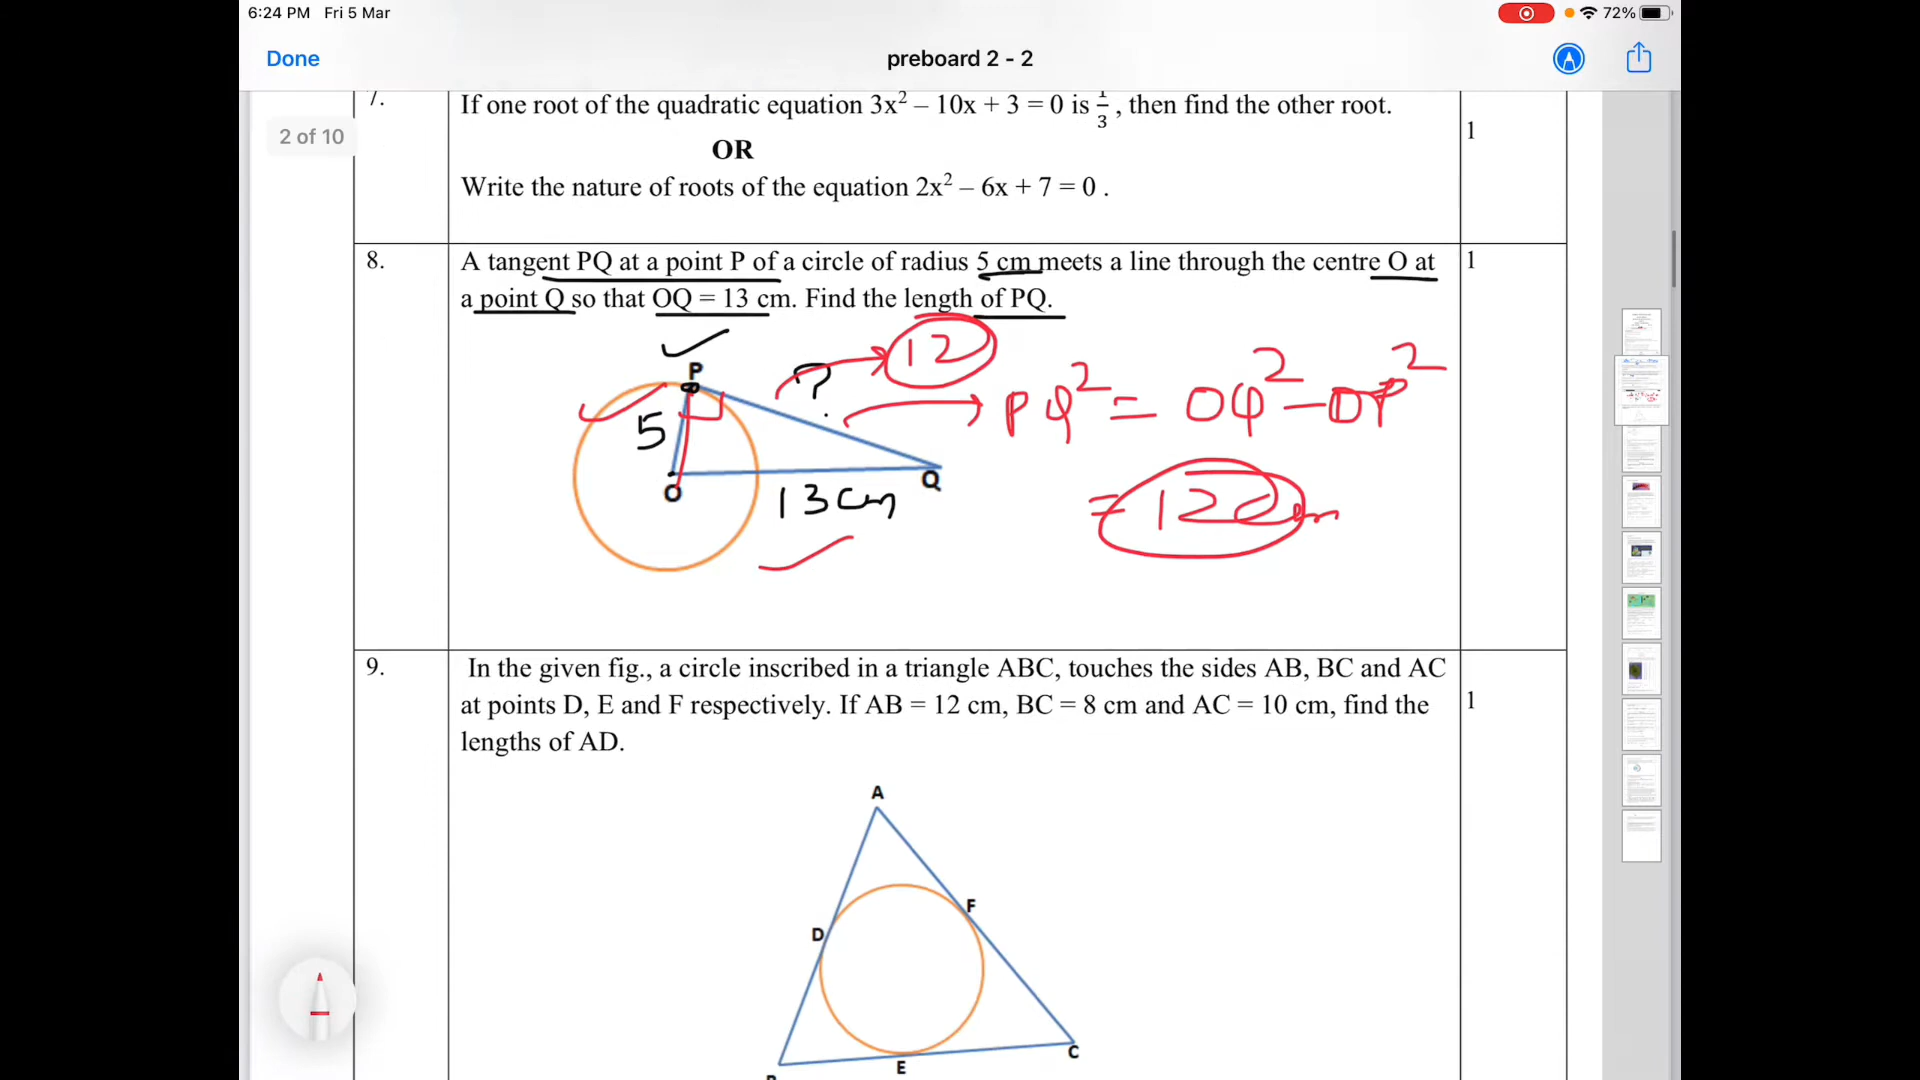 6:24 PM Fri 5 Mar
72%
Done
preboard 2 - 2
2 of 10
7.
If one root of the quadratic equation 3x² – 10x + 3 = 0 is 1/3 , then find the other root.
1
OR
Write the nature of roots of the equation 2x² – 6x + 7 = 0 .
8.
A tangent PQ at a point P of a circle of radius 5 cm meets a line through the centre O at
1
a point Q so that OQ = 13 cm. Find the length of PQ.
12
P
?
PQ² = OQ² – OP²
5
O
Q
13cm
= 12cm
9.
In the given fig., a circle inscribed in a triangle ABC, touches the sides AB, BC and AC
at points D, E and F respectively. If AB = 12 cm, BC = 8 cm and AC = 10 cm, find the
1
lengths of AD.
A
F
D
C
E